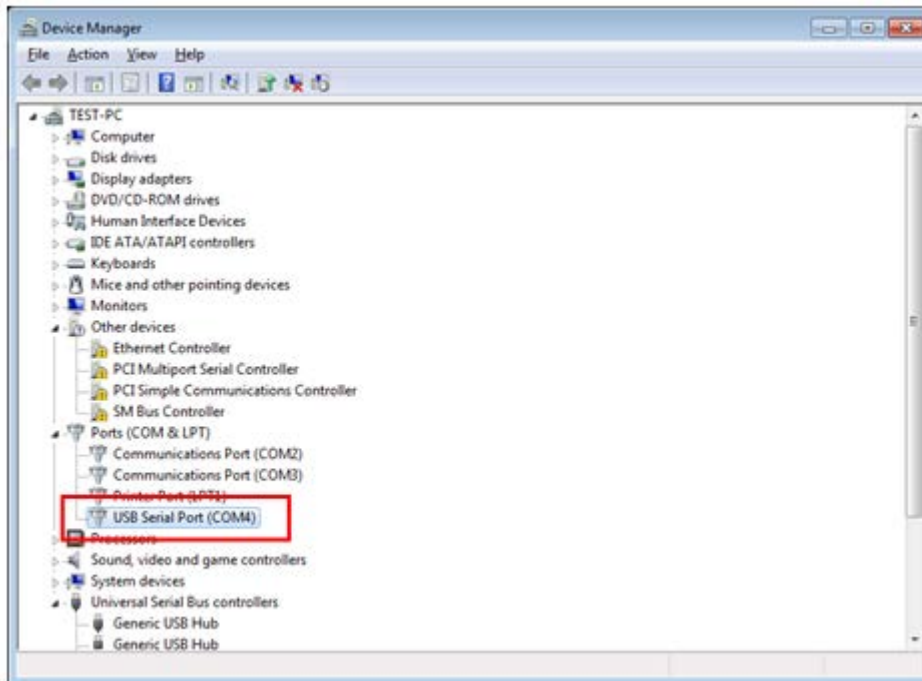 Device Manager
File Action View Help
TEST-PC
Computer
Disk drives
Display adapters
DVD/CD-ROM drives
Human Interface Devices
IDE ATA/ATAPI controllers
Keyboards
Mice and other pointing devices
Monitors
Other devices
Ethernet Controller
PCI Multiport Serial Controller
PCI Simple Communications Controller
SM Bus Controller
Ports (COM & LPT)
Communications Port (COM2)
Communications Port (COM3)
Printer Port (LPT1)
USB Serial Port (COM4)
Processors
Sound, video and game controllers
System devices
Universal Serial Bus controllers
Generic USB Hub
Generic USB Hub